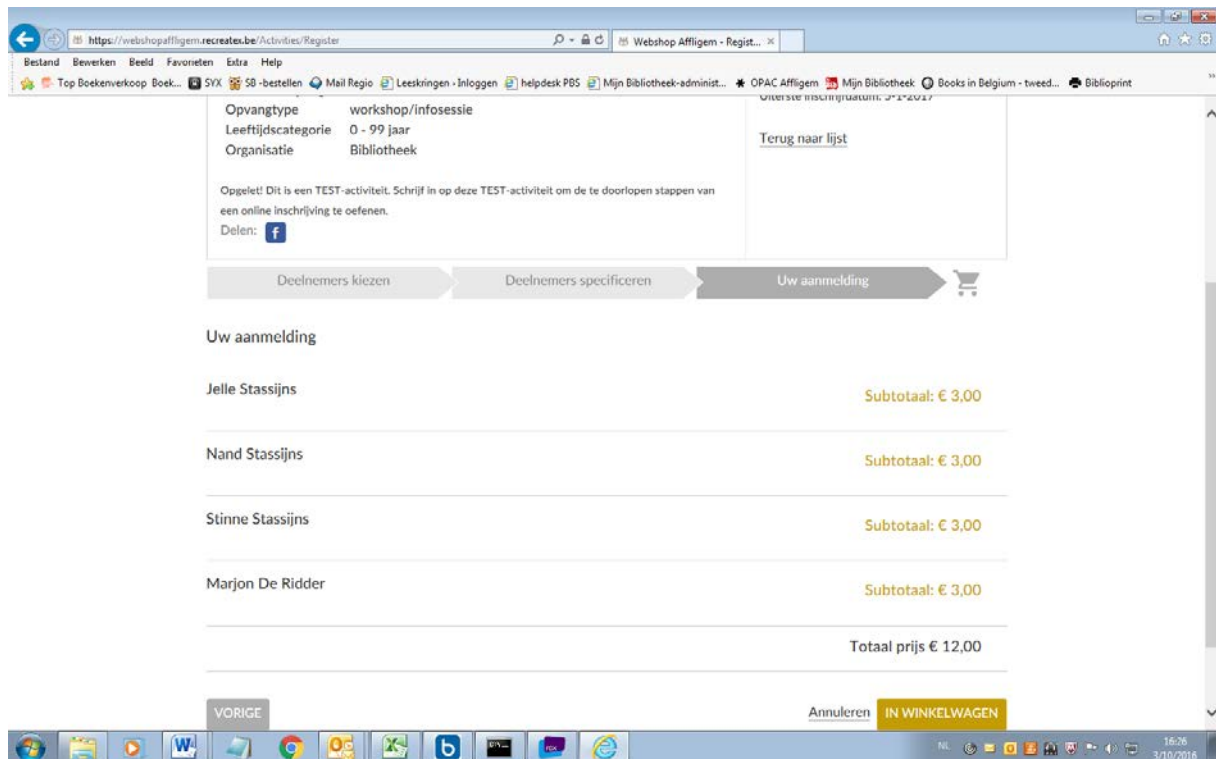 https://webshopaffligem.recreatex.be/Activities/Register
Webshop Affligem - Regist...
Bestand Bewerken Beeld Favorieten Extra Help
Top Boekenverkoop Boek... SYX SB -bestellen Mail Regio Leeskringen › Inloggen helpdesk PBS Mijn Bibliotheek-administ... OPAC Affligem Mijn Bibliotheek Books in Belgium - tweed... Biblioprint
Uiterste inschrijfdatum: 5-1-2017
Opvangtype workshop/infosessie
Leeftijdscategorie 0 - 99 jaar
Organisatie Bibliotheek
Terug naar lijst
Opgelet! Dit is een TEST-activiteit. Schrijf in op deze TEST-activiteit om de te doorlopen stappen van
een online inschrijving te oefenen.
Delen:
Deelnemers kiezen Deelnemers specificeren Uw aanmelding
Uw aanmelding
Jelle Stassijns
Subtotaal: € 3,00
Nand Stassijns
Subtotaal: € 3,00
Stinne Stassijns
Subtotaal: € 3,00
Marjon De Ridder
Subtotaal: € 3,00
Totaal prijs € 12,00
VORIGE Annuleren IN WINKELWAGEN
NL 16:26
3/10/2016